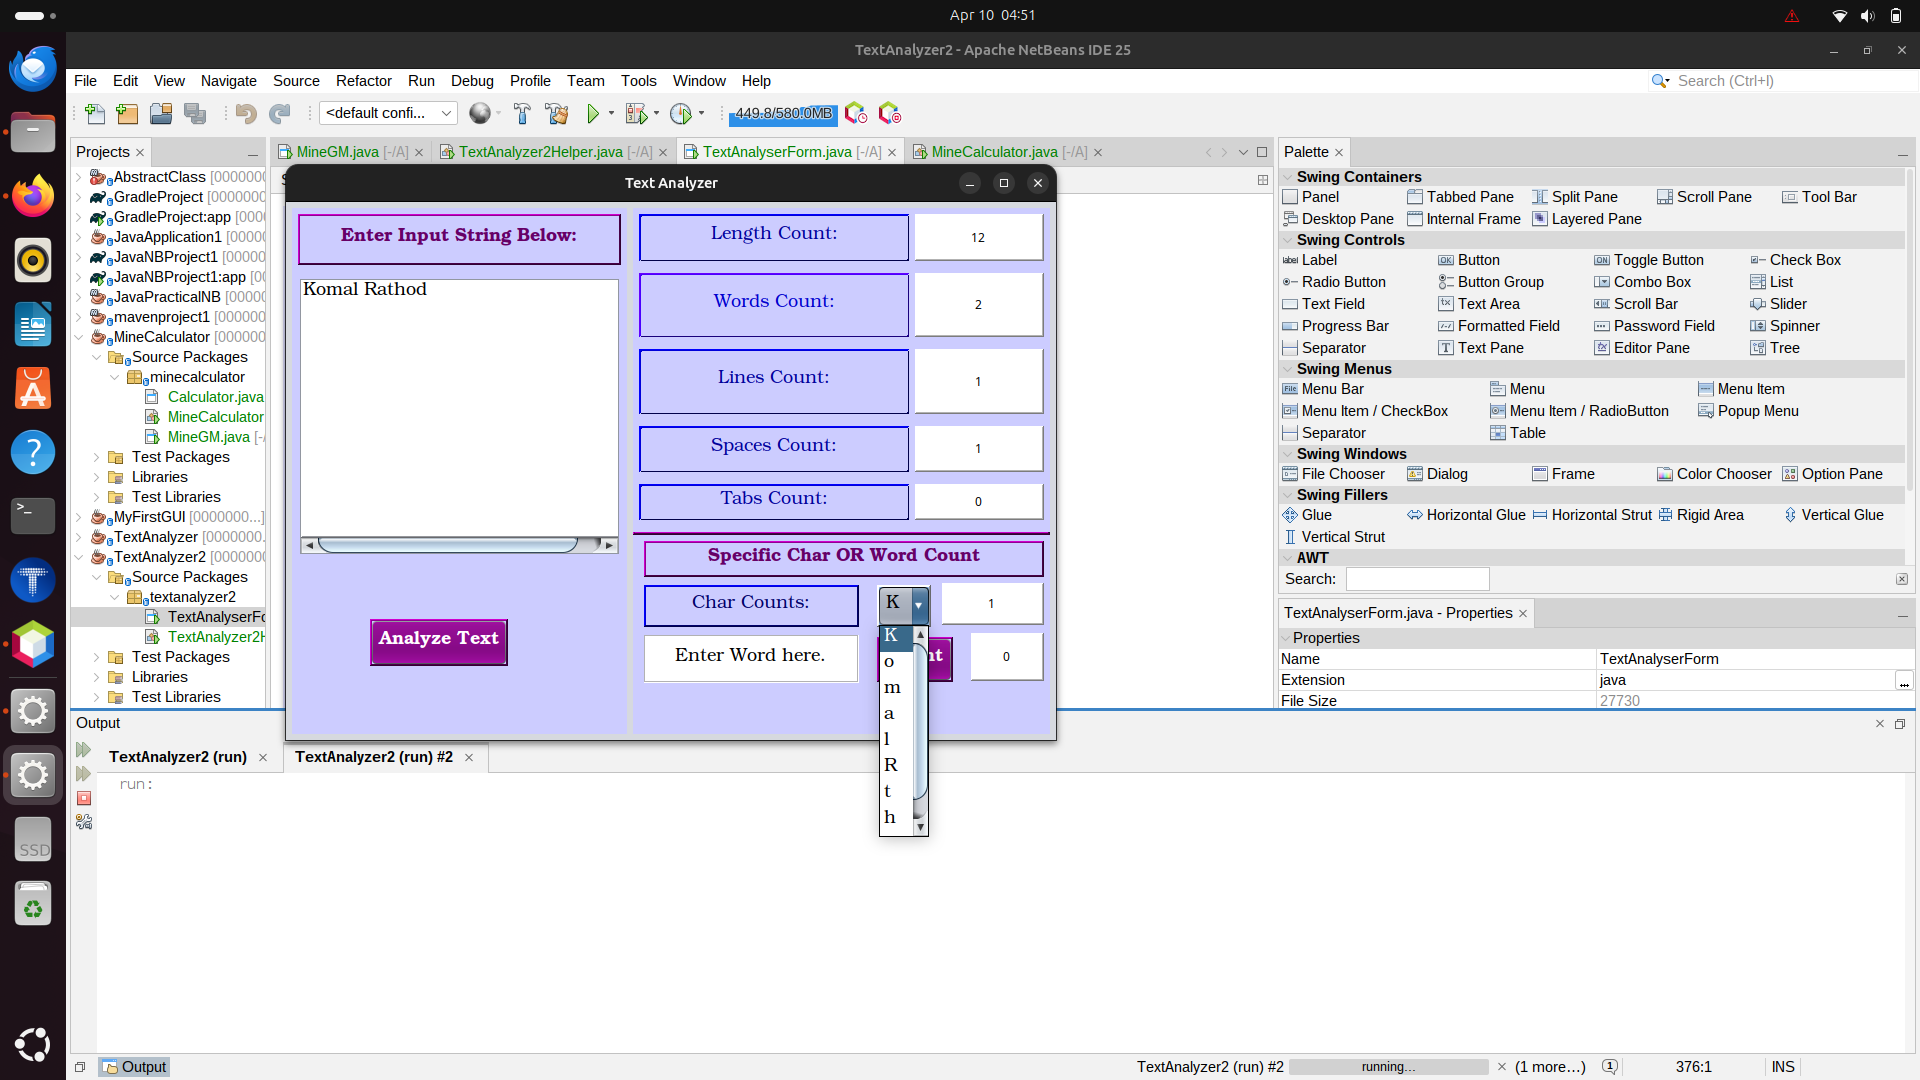 Apr 10 04:51
TextAnalyzer2 - Apache NetBeans IDE 25
File Edit View Navigate Source Refactor Run Debug Profile Team Tools Window Help
Search (Ctrl+I)
<default confi...
449.8/580.0MB
Projects
MineGM.java [-/A]
TextAnalyzer2Helper.java [-/A]
TextAnalyserForm.java [-/A]
MineCalculator.java [-/A]
AbstractClass [0000000
GradleProject [0000000
GradleProject:app [0
JavaApplication1 [0000
JavaNBProject1 [0000
JavaNBProject1:app [0
JavaPracticalNB [0000
mavenproject1 [00000
MineCalculator [00000
Source Packages
minecalculator
Calculator.java
MineCalculator
MineGM.java [-/
Test Packages
Libraries
Test Libraries
MyFirstGUI [0000000...]
TextAnalyzer [0000000..
TextAnalyzer2 [000000
Source Packages
textanalyzer2
TextAnalyserFo
TextAnalyzer2H
Test Packages
Libraries
Test Libraries
Text Analyzer
Enter Input String Below:
Komal Rathod
Analyze Text
Length Count:
12
Words Count:
2
Lines Count:
1
Spaces Count:
1
Tabs Count:
0
Specific Char OR Word Count
Char Counts:
K
1
Enter Word here.
nt
0
K
o
m
a
l
R
t
h
Palette
Swing Containers
Panel Tabbed Pane Split Pane Scroll Pane Tool Bar
Desktop Pane Internal Frame Layered Pane
Swing Controls
Label Button Toggle Button Check Box
Radio Button Button Group Combo Box List
Text Field Text Area Scroll Bar Slider
Progress Bar Formatted Field Password Field Spinner
Separator Text Pane Editor Pane Tree
Swing Menus
Menu Bar Menu Menu Item
Menu Item / CheckBox Menu Item / RadioButton Popup Menu
Separator Table
Swing Windows
File Chooser Dialog Frame Color Chooser Option Pane
Swing Fillers
Glue Horizontal Glue Horizontal Strut Rigid Area Vertical Glue
Vertical Strut
AWT
Search:
TextAnalyserForm.java - Properties
Properties
Name TextAnalyserForm
Extension java
...
File Size 27730
Output
TextAnalyzer2 (run)
TextAnalyzer2 (run) #2
run:
SSD
Output
TextAnalyzer2 (run) #2
running...
(1 more...)
1
376:1
INS